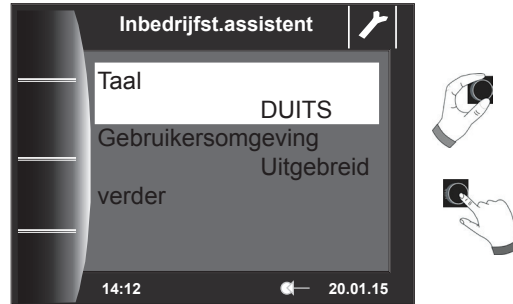 Inbedrijfst.assistent
Taal
DUITS
Gebruikersomgeving
Uitgebreid
verder
14:12 20.01.15